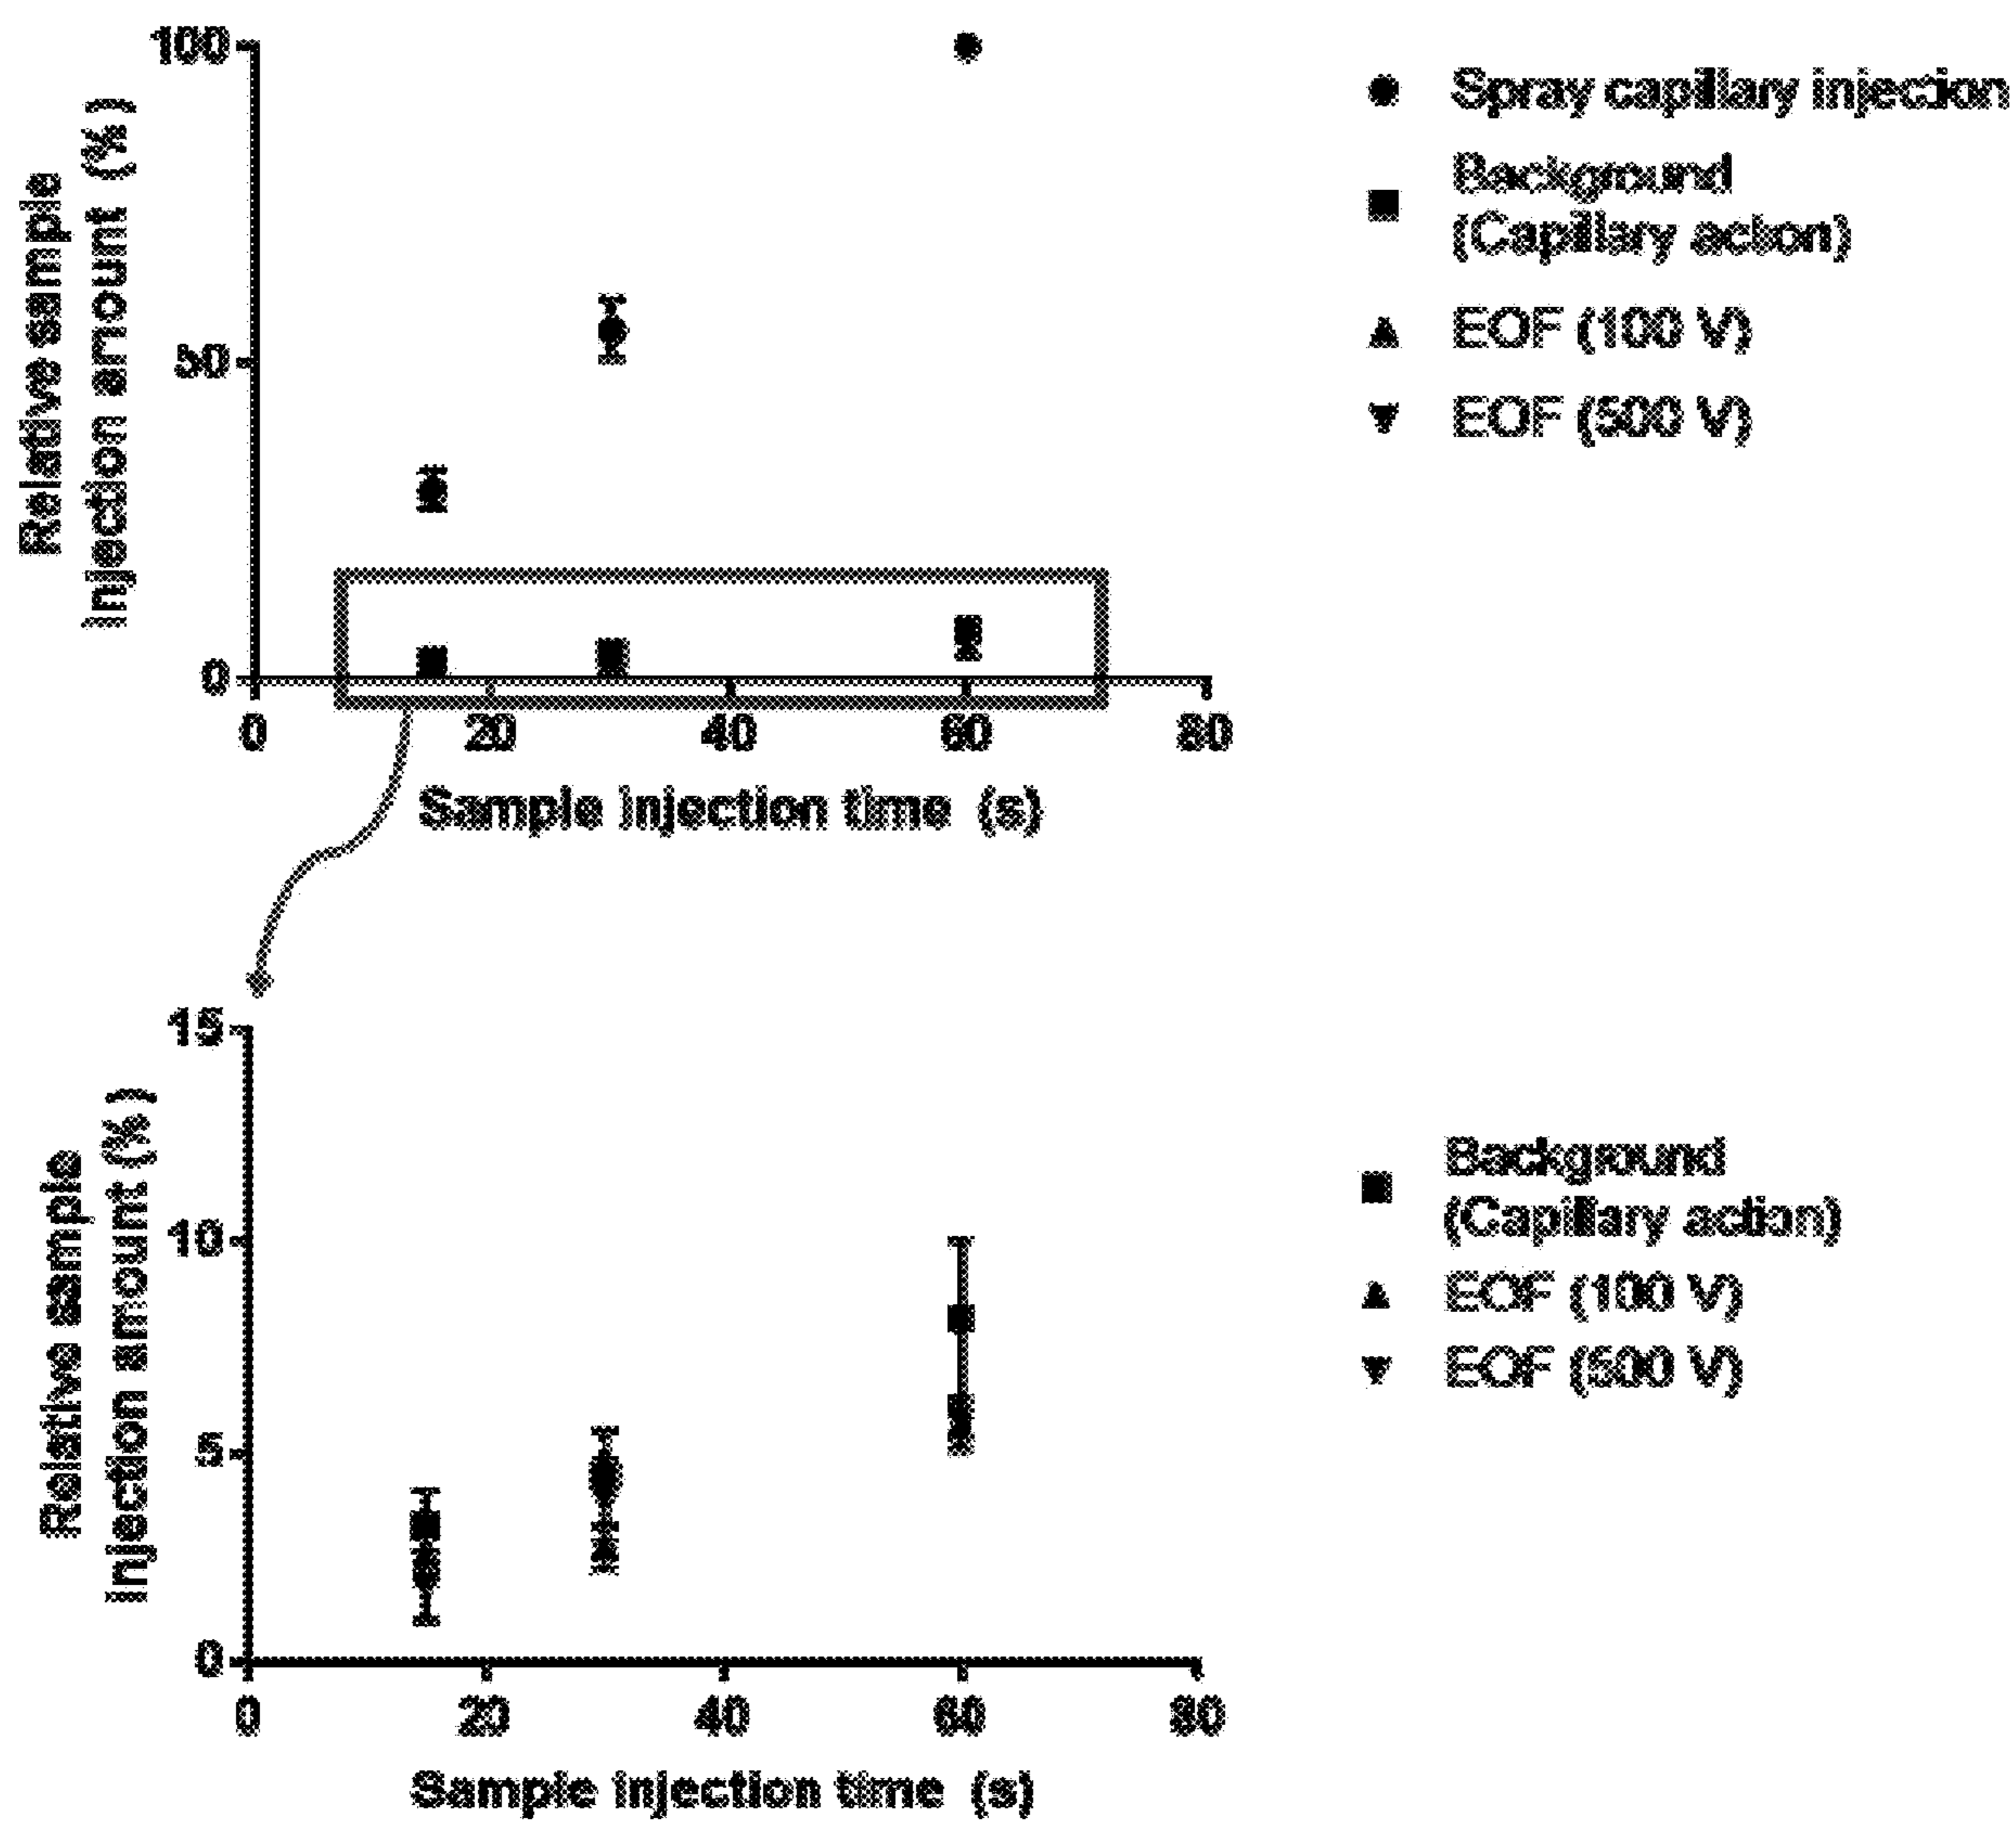 Relative sample
injection amount (%)
100
50
0
0 20 40 60 80
Sample injection time (s)
Spray capillary injection
Background
(Capillary action)
EOF (100 V)
EOF (500 V)
Relative sample
injection amount (%)
15
10
5
0
0 20 40 60 80
Sample injection time (s)
Background
(Capillary action)
EOF (100 V)
EOF (500 V)